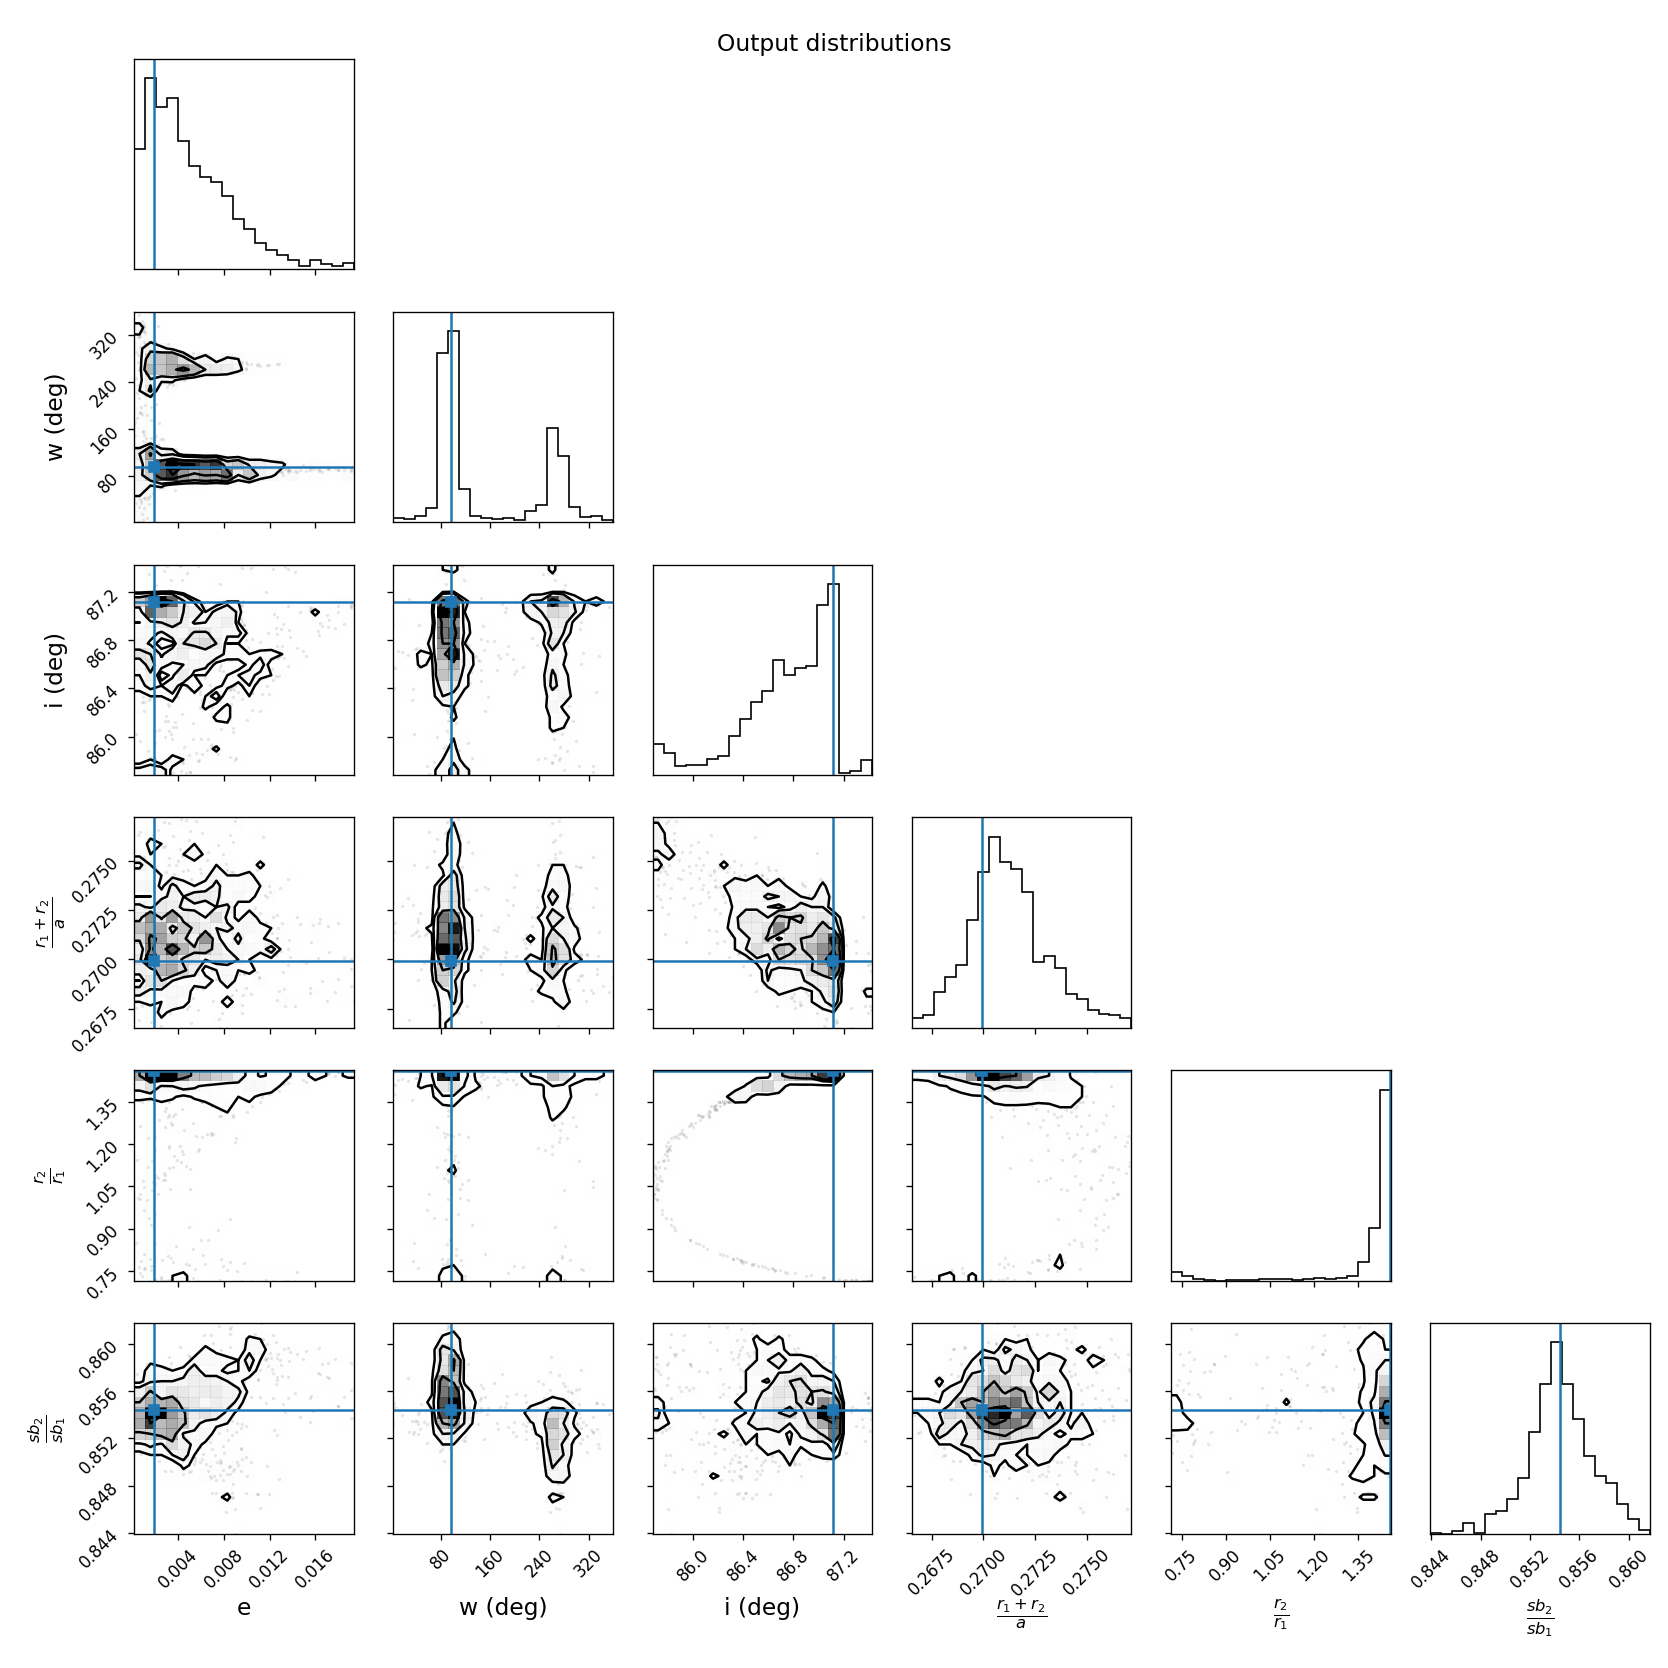 Output distributions
w (deg)
320
240
160
80
i (deg)
87.2
86.8
86.4
86.0
r₁ + r₂
a
0.2750
0.2725
0.2700
0.2675
r₂
r₁
1.35
1.20
1.05
0.90
0.75
sb₂
sb₁
0.860
0.856
0.852
0.848
0.844
0.004 0.008 0.012 0.016
80 160 240 320
86.0 86.4 86.8 87.2
0.2675 0.2700 0.2725 0.2750
0.75 0.90 1.05 1.20 1.35
0.844 0.848 0.852 0.856 0.860
e
w (deg)
i (deg)
r₁ + r₂
a
r₂
r₁
sb₂
sb₁